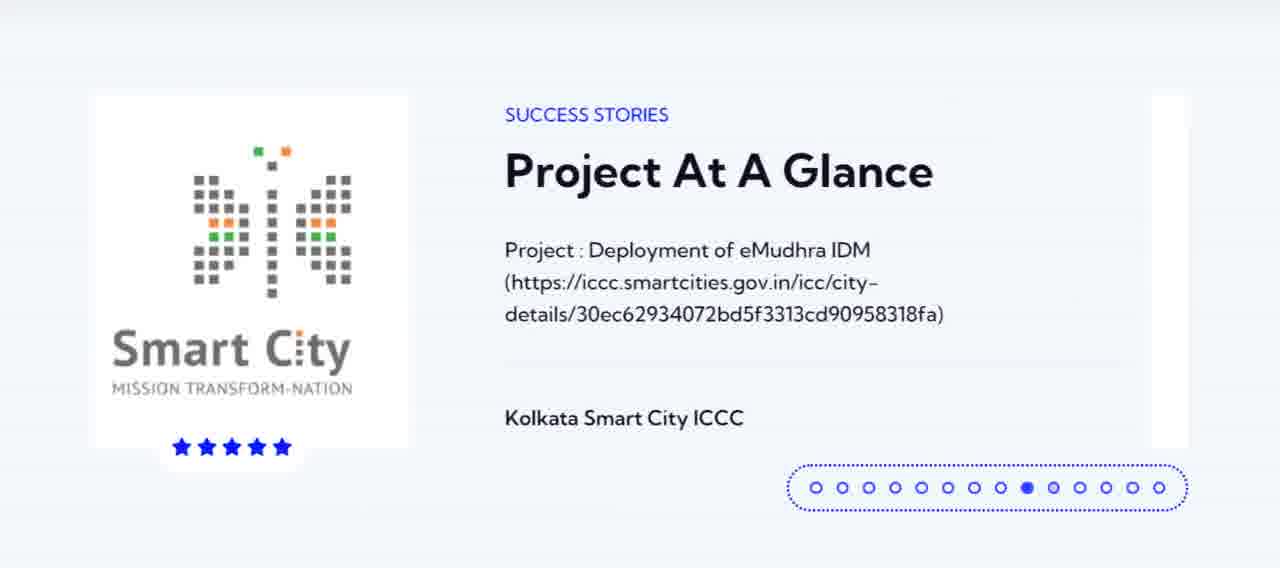 SUCCESS STORIES
Project At A Glance
Project : Deployment of eMudhra IDM
(https://iccc.smartcities.gov.in/icc/city-
details/30ec62934072bd5f3313cd90958318fa)
Kolkata Smart City ICCC
Smart City
MISSION TRANSFORM-NATION